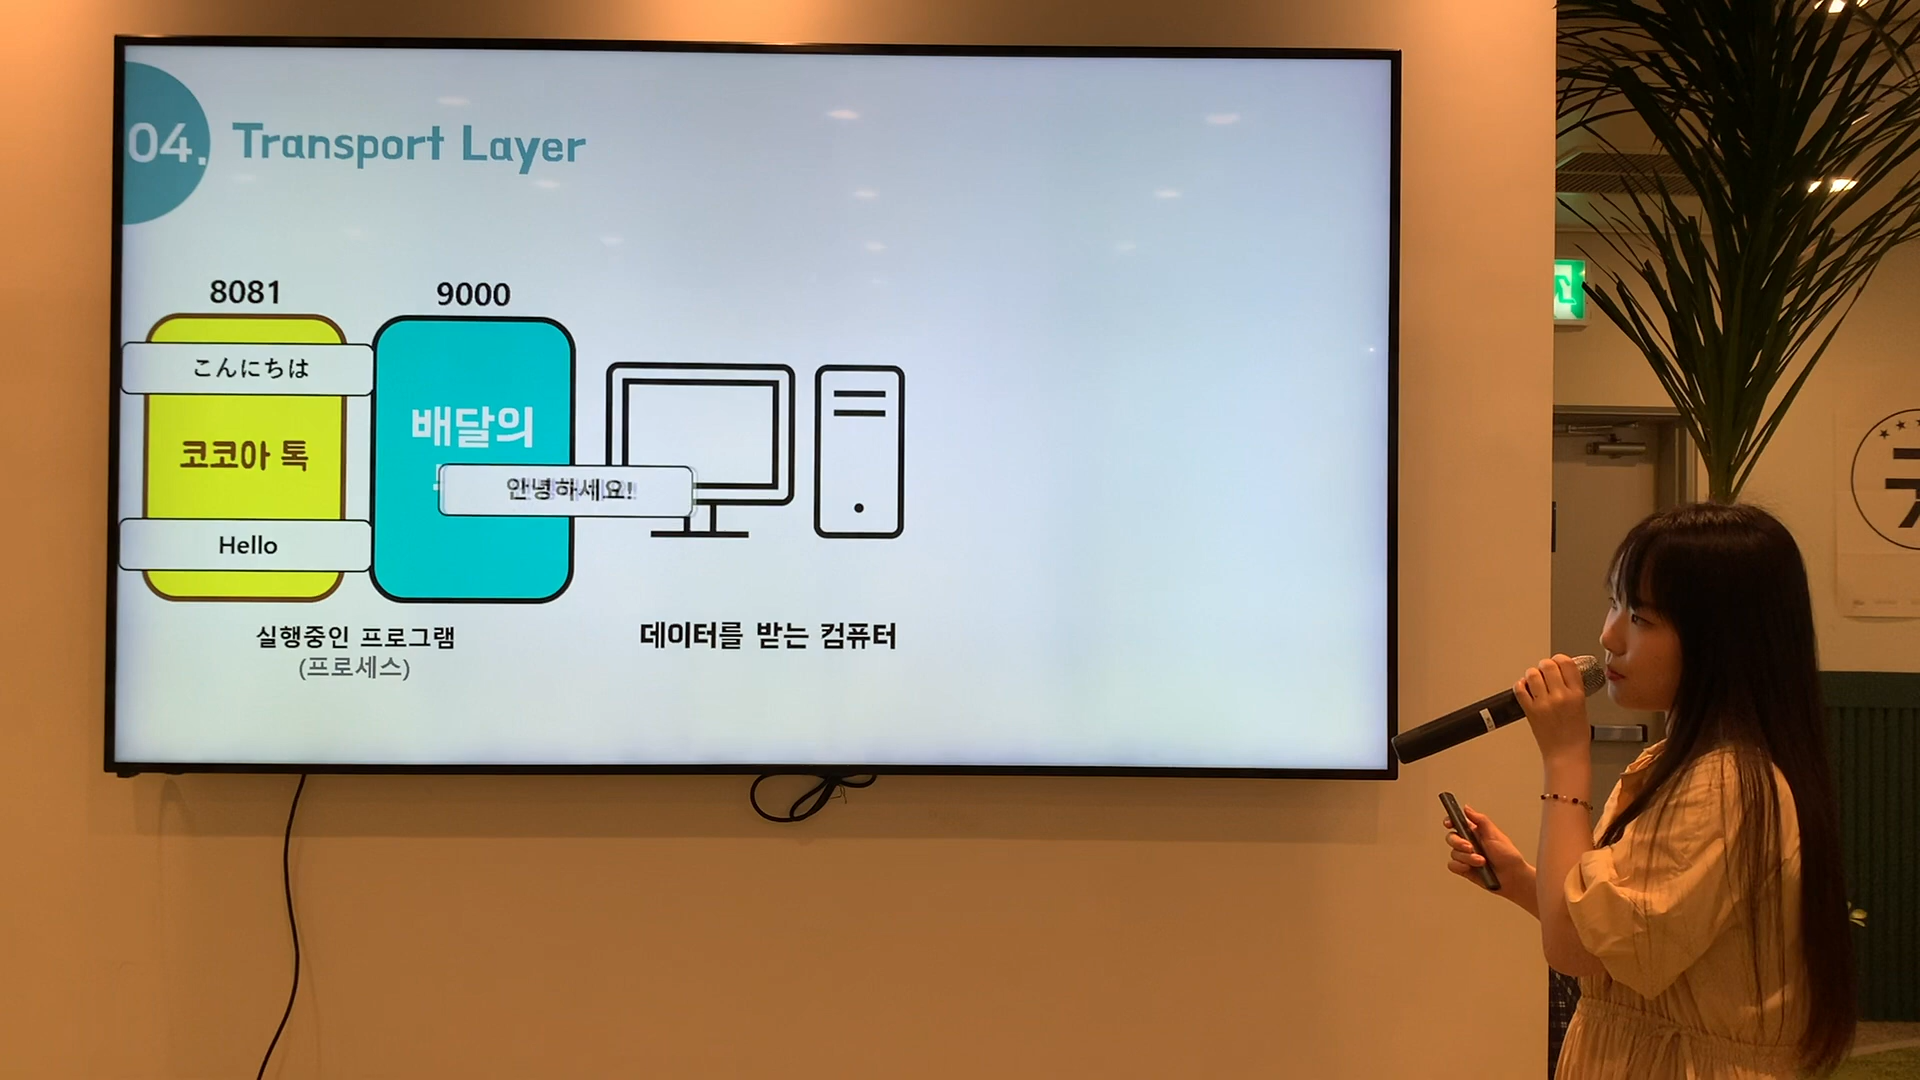 04. Transport Layer
8081
9000
こんにちは
코코아 톡
배달의
안녕하세요!
Hello
실행중인 프로그램
(프로세스)
데이터를 받는 컴퓨터